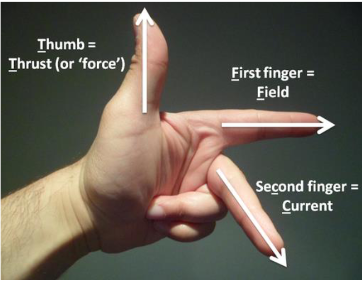 Thumb =
Thrust (or ‘force’)
First finger =
Field
Second finger =
Current